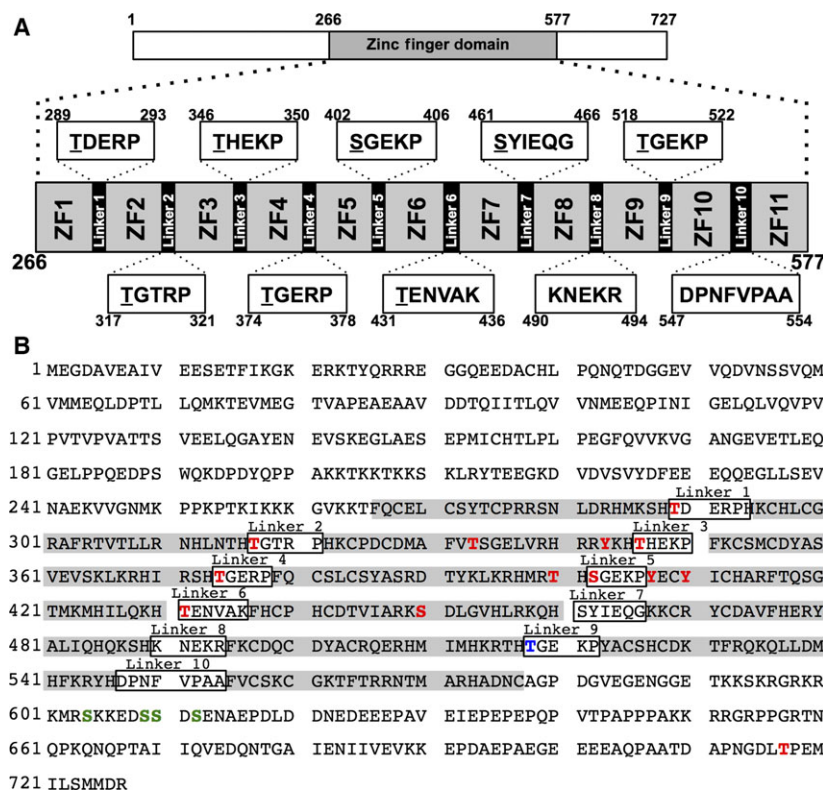 A
1 266 577 727
Zinc finger domain
289 293 346 350 402 406 461 466 518 522
TDERP THEKP SGEKP SYIEQG TGEKP
ZF1 Linker 1 ZF2 Linker 2 ZF3 Linker 3 ZF4 Linker 4 ZF5 Linker 5 ZF6 Linker 6 ZF7 Linker 7 ZF8 Linker 8 ZF9 Linker 9 ZF10 Linker 10 ZF11
266 577
TGTRP TGERP TENVAK KNEKR DPNFVPAA
317 321 374 378 431 436 490 494 547 554
B
1 MEGDAVEAIV EESETFIKGK ERKTYQRRRE GGQEEDACHL PQNQTDGGEV VQDVNSSVQM
61 VMMEQLDPTL LQMKTEVMEG TVAPEAEAAV DDTQIITLQV VNMEEQPINI GELQLVQVPV
121 PVTVPVATTS VEELQGAYEN EVSKEGLAES EPMICHTLPL PEGFQVVKVG ANGEVETLEQ
181 GELPPQEDPS WQKDPDYQPP AKKTKKTKKS KLRYTEEGKD VDVSVYDFEE EQQEGLLSEV
241 NAEKVVGNMK PPKPTKIKKK GVKKTFQCEL CSYTCPRRSN LDRHMKSHTD ERPHKCHLCG
Linker 1
301 RAFRTVTLLR NHLNTHTGTR PHKCPDCDMA FVTSGELVRH RRYKHTHEKP FKCSMCDYAS
Linker 2 Linker 3
361 VEVSKLKRHI RSHTGERPFQ CSLCSYASRD TYKLKRHMRT HSGEKPYECY ICHARFTQSG
Linker 4 Linker 5
421 TMKMHILQKH TENVAKFHCP HCDTVIARKS DLGVHLRKQH SYIEQGKKCR YCDAVFHERY
Linker 6 Linker 7
481 ALIQHQKSHK NEKRFKCDQC DYACRQERHM IMHKRTHTGE KPYACSHCDK TFRQKQLLDM
Linker 8 Linker 9
541 HFKRYHDPNF VPAAFVCSKC GKTFTRRNTM ARHADNCAGP DGVEGENGGE TKKSKRGRKR
Linker 10
601 KMRSKKEDSS DSENAEPDLD DNEDEEEPAV EIEPEPEPQP VTPAPPPAKK RRGRPPGRTN
661 QPKQNQPTAI IQVEDQNTGA IENIIVEVKK EPDAEPAEGE EEEAQPAATD APNGDLTPEM
721 ILSMMDR